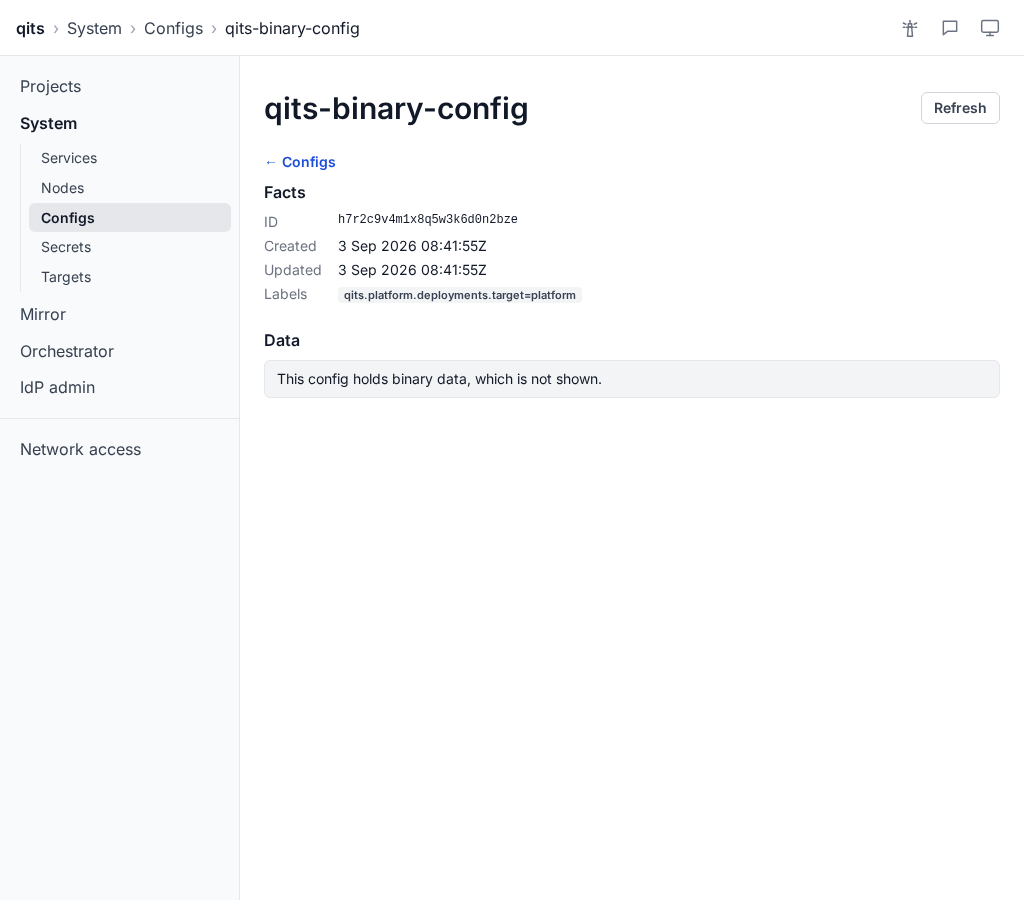 qits › System › Configs › qits-binary-config
Projects
System
Services
Nodes
Configs
Secrets
Targets
Mirror
Orchestrator
IdP admin
Network access
qits-binary-config
Refresh
← Configs
Facts
ID h7r2c9v4m1x8q5w3k6d0n2bze
Created 3 Sep 2026 08:41:55Z
Updated 3 Sep 2026 08:41:55Z
Labels qits.platform.deployments.target=platform
Data
This config holds binary data, which is not shown.